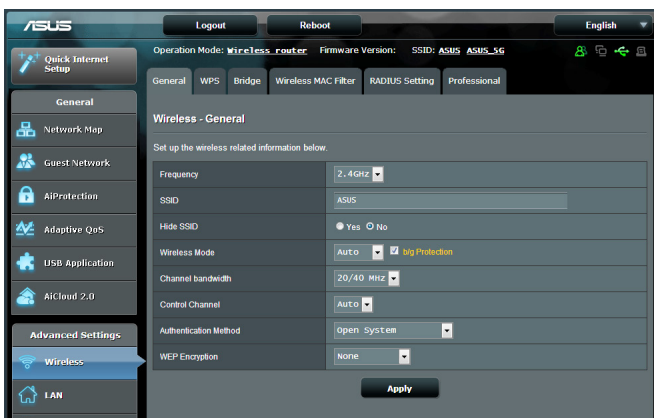 ASUS
Logout
Reboot
English
Quick Internet Setup
Operation Mode: Wireless router Firmware Version: SSID: ASUS ASUS_5G
General
WPS
Bridge
Wireless MAC Filter
RADIUS Setting
Professional
General
Network Map
Guest Network
AiProtection
Adaptive QoS
USB Application
AiCloud 2.0
Advanced Settings
Wireless
LAN
Wireless - General
Set up the wireless related information below.
Frequency 2.4GHz
SSID ASUS
Hide SSID Yes No
Wireless Mode Auto b/g Protection
Channel bandwidth 20/40 MHz
Control Channel Auto
Authentication Method Open System
WEP Encryption None
Apply